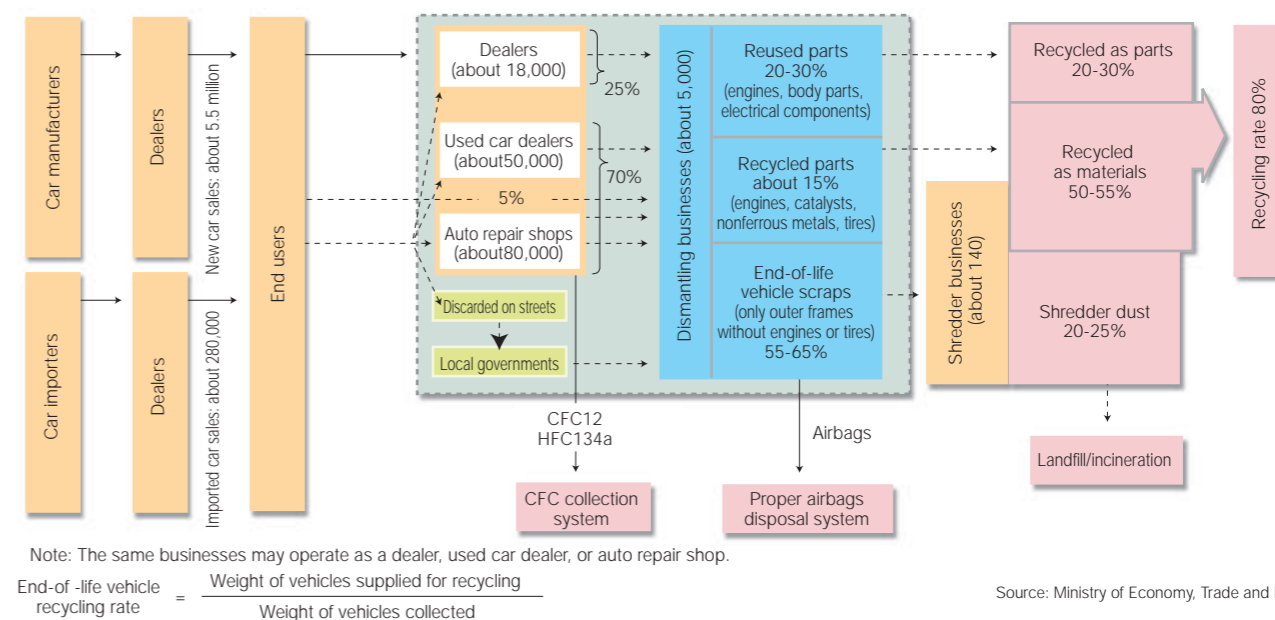 Car manufacturers
Dealers
New car sales: about 5.5 million
Car importers
Dealers
Imported car sales: about 280,000
End users
Dealers
(about 18,000)
25%
Used car dealers
(about50,000)
70%
5%
Auto repair shops
(about80,000)
Discarded on streets
Local governments
CFC12
HFC134a
CFC collection
system
Dismantling businesses (about 5,000)
Reused parts
20-30%
(engines, body parts,
electrical components)
Recycled parts
about 15%
(engines, catalysts,
nonferrous metals, tires)
End-of-life
vehicle scraps
(only outer frames
without engines or tires)
55-65%
Airbags
Proper airbags
disposal system
Shredder businesses
(about 140)
Recycled as parts
20-30%
Recycled
as materials
50-55%
Shredder dust
20-25%
Landfill/incineration
Recycling rate 80%
Note: The same businesses may operate as a dealer, used car dealer, or auto repair shop.
End-of -life vehicle
recycling rate
=
Weight of vehicles supplied for recycling
Weight of vehicles collected
Source: Ministry of Economy, Trade and